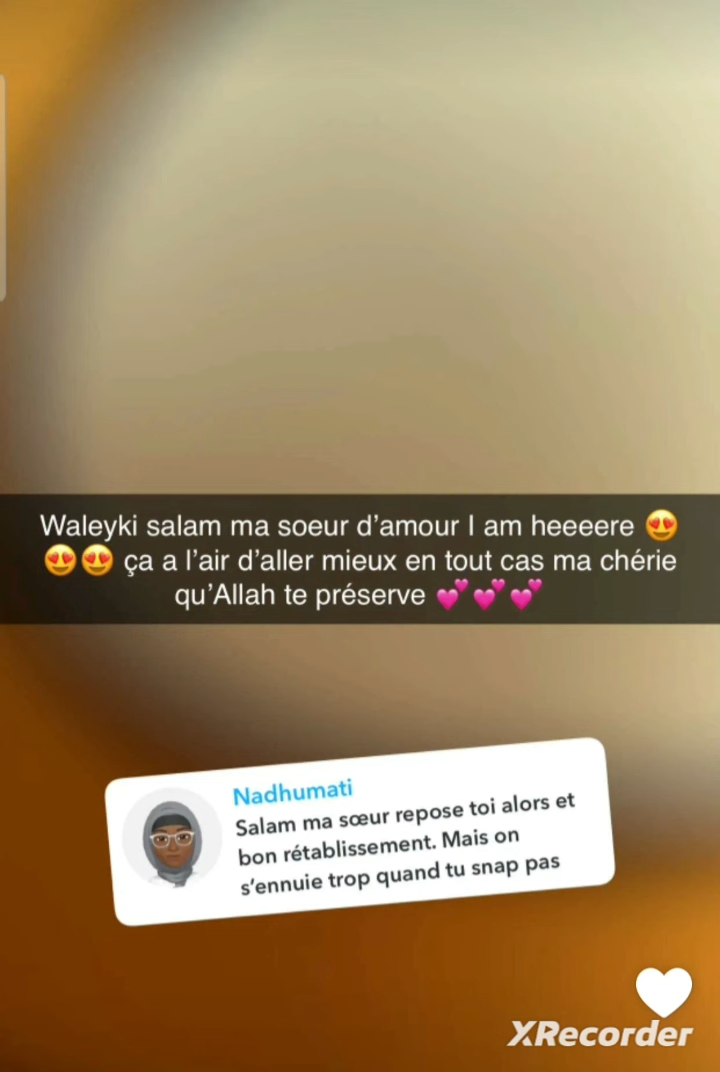 Waleyki salam ma soeur d’amour I am heeeere 😍
😍😍 ça a l’air d’aller mieux en tout cas ma chérie
qu’Allah te préserve 💕💕💕
Nadhumati
Salam ma sœur repose toi alors et
bon rétablissement. Mais on
s’ennuie trop quand tu snap pas
XRecorder